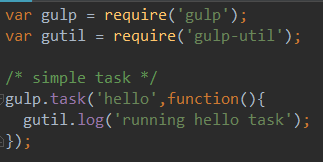 var gulp = require('gulp');
var gutil = require('gulp-util');
/* simple task */
gulp.task('hello',function(){
  gutil.log('running hello task');
});